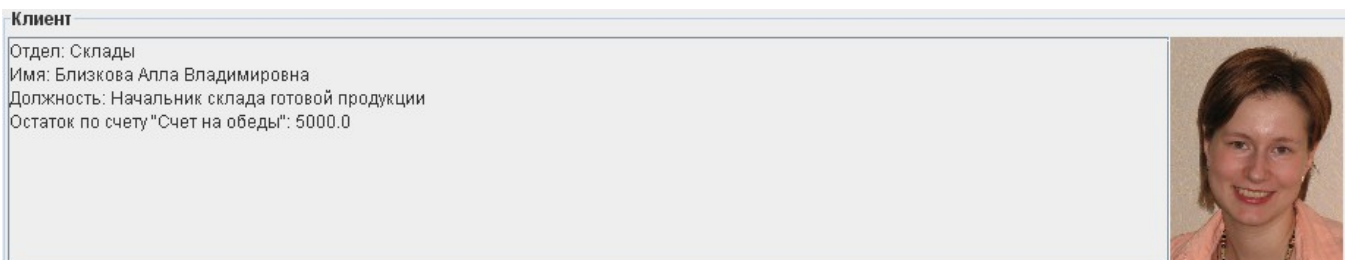 Клиент
Отдел: Склады
Имя: Близкова Алла Владимировна
Должность: Начальник склада готовой продукции
Остаток по счету "Счет на обеды": 5000.0